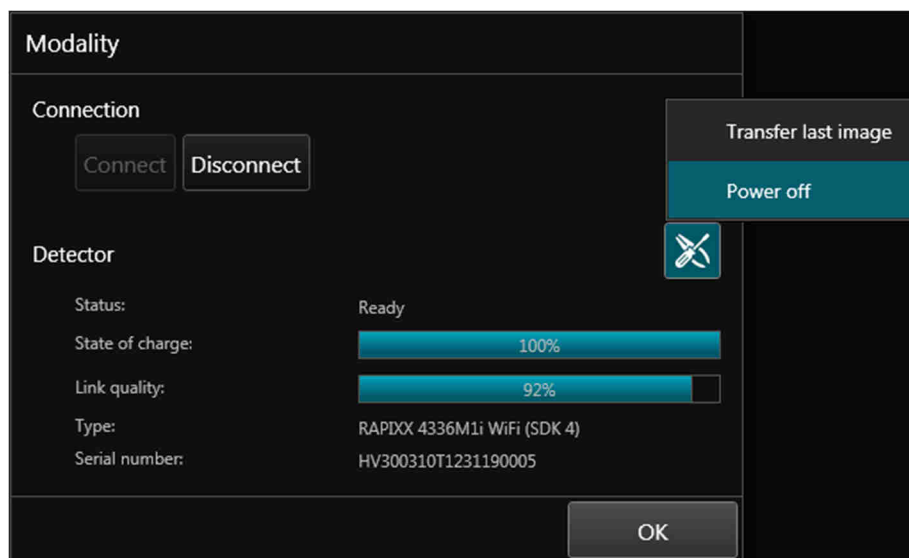 Modality
Connection
Connect Disconnect
Transfer last image
Power off
Detector
Status: Ready
State of charge: 100%
Link quality: 92%
Type: RAPIXX 4336M1i WiFi (SDK 4)
Serial number: HV300310T1231190005
OK